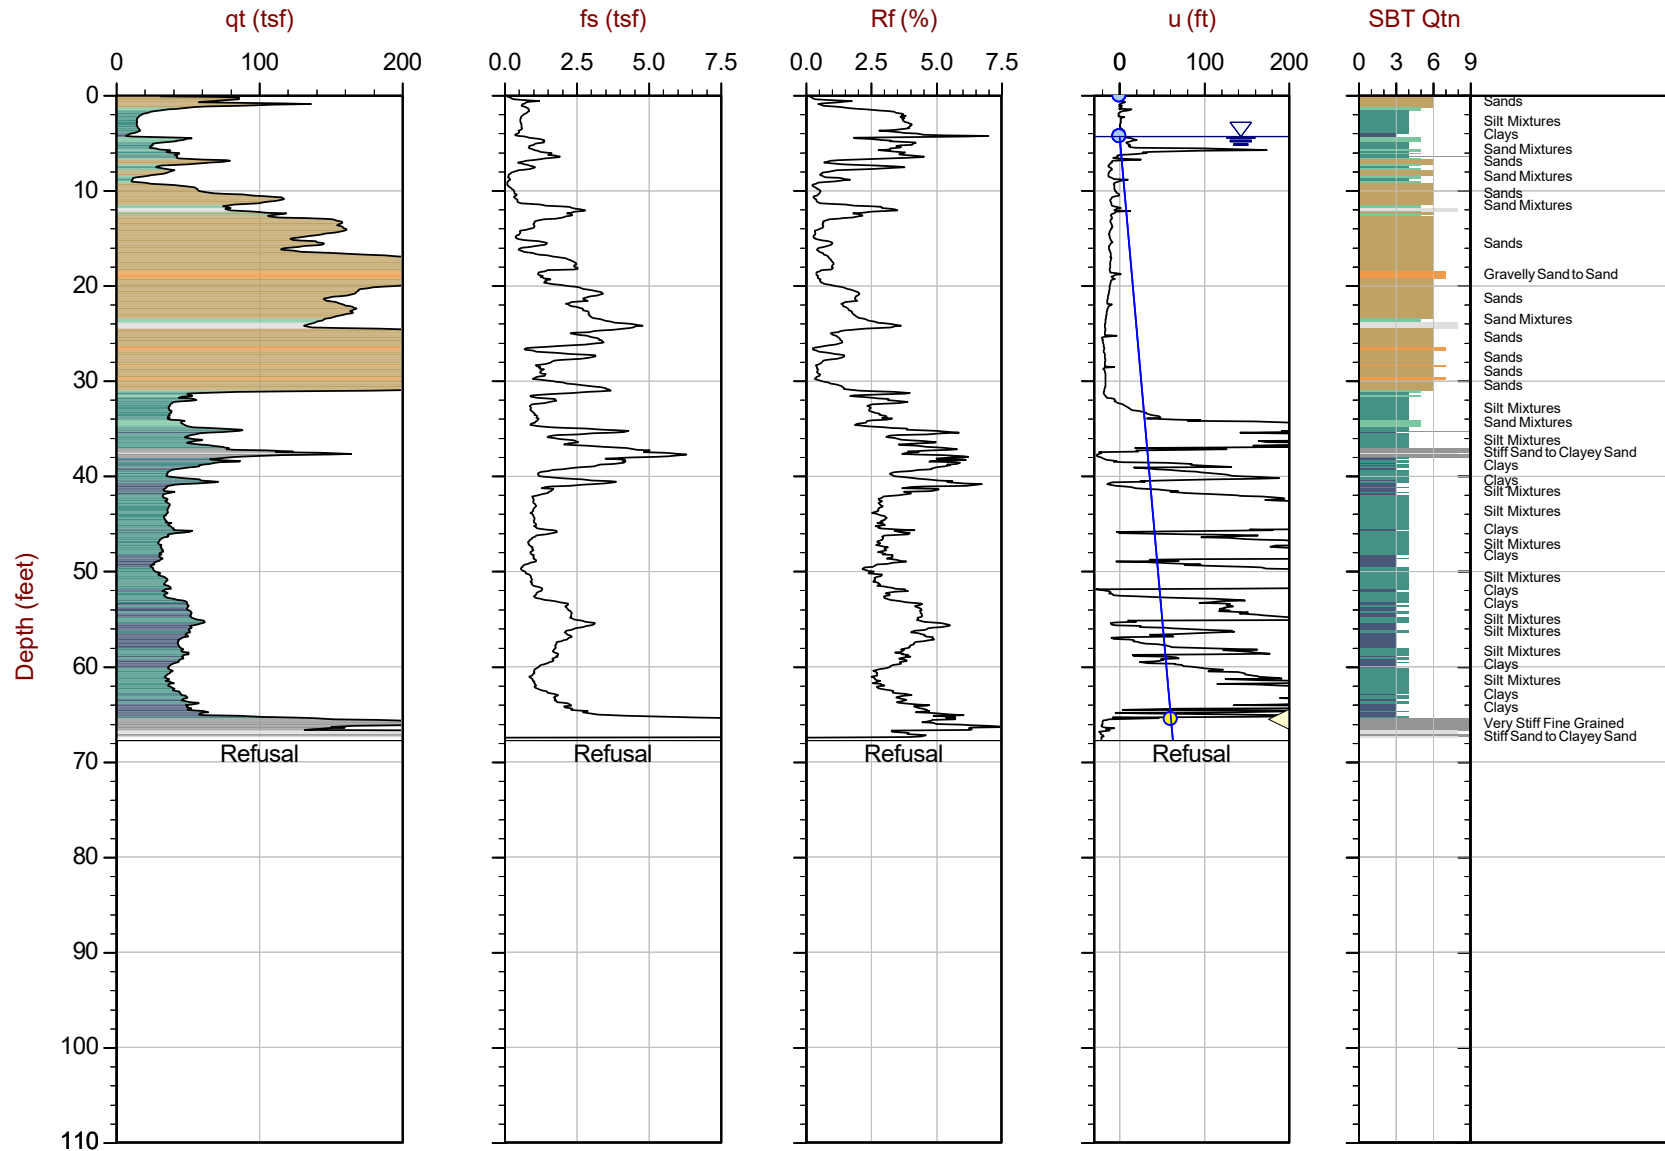 qt (tsf) fs (tsf) Rf (%) u (ft) SBT Qtn
0 100 200 0.0 2.5 5.0 7.5 0.0 2.5 5.0 7.5 0 100 200 0 3 6 9
0
10
20
30
40
50
60
70
80
90
100
110
Depth (feet)
Sands
Silt Mixtures
Clays
Sand Mixtures
Sands
Sand Mixtures
Sands
Sand Mixtures
Sands
Gravelly Sand to Sand
Sands
Sand Mixtures
Sands
Sands
Sands
Sands
Silt Mixtures
Sand Mixtures
Silt Mixtures
Stiff Sand to Clayey Sand
Clays
Clays
Silt Mixtures
Silt Mixtures
Clays
Silt Mixtures
Clays
Silt Mixtures
Clays
Clays
Silt Mixtures
Silt Mixtures
Silt Mixtures
Clays
Silt Mixtures
Clays
Clays
Very Stiff Fine Grained
Stiff Sand to Clayey Sand
Refusal Refusal Refusal Refusal